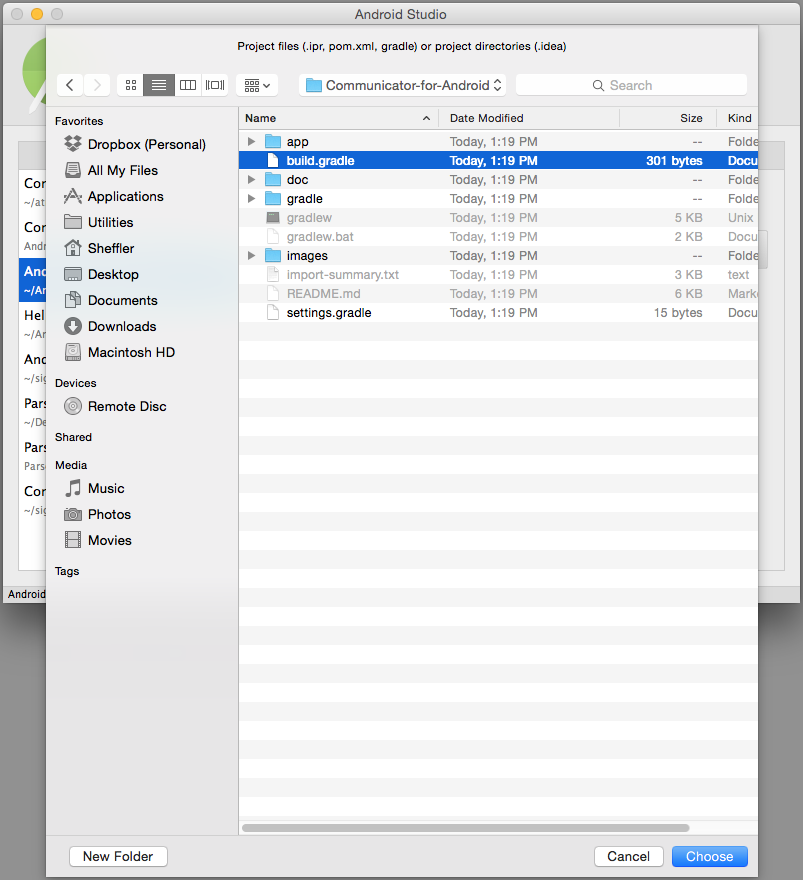 Android Studio
Project files (.ipr, pom.xml, gradle) or project directories (.idea)
Communicator-for-Android
Search
Favorites
Dropbox (Personal)
All My Files
Applications
Utilities
Sheffler
Desktop
Documents
Downloads
Macintosh HD
Devices
Remote Disc
Shared
Media
Music
Photos
Movies
Tags
Name Date Modified Size Kind
app Today, 1:19 PM -- Folde
build.gradle Today, 1:19 PM 301 bytes Docu
doc Today, 1:19 PM -- Folde
gradle Today, 1:19 PM -- Folde
gradlew Today, 1:19 PM 5 KB Unix
gradlew.bat Today, 1:19 PM 2 KB Docu
images Today, 1:19 PM -- Folde
import-summary.txt Today, 1:19 PM 3 KB text
README.md Today, 1:19 PM 6 KB Marke
settings.gradle Today, 1:19 PM 15 bytes Docu
Cor
~/at
Cor
Andr
And
~/Ar
Hel
~/Ar
And
~/sig
Pars
~/De
Pars
Parse
Cor
~/sig
Android
New Folder
Cancel
Choose